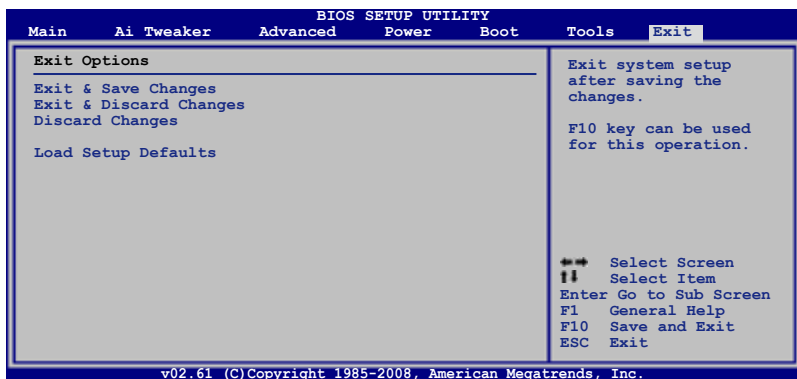 BIOS SETUP UTILITY
Main Ai Tweaker Advanced Power Boot Tools Exit
Exit Options
Exit & Save Changes
Exit & Discard Changes
Discard Changes
Load Setup Defaults
Exit system setup
after saving the
changes.
F10 key can be used
for this operation.
←→ Select Screen
↑↓ Select Item
Enter Go to Sub Screen
F1 General Help
F10 Save and Exit
ESC Exit
v02.61 (C)Copyright 1985-2008, American Megatrends, Inc.